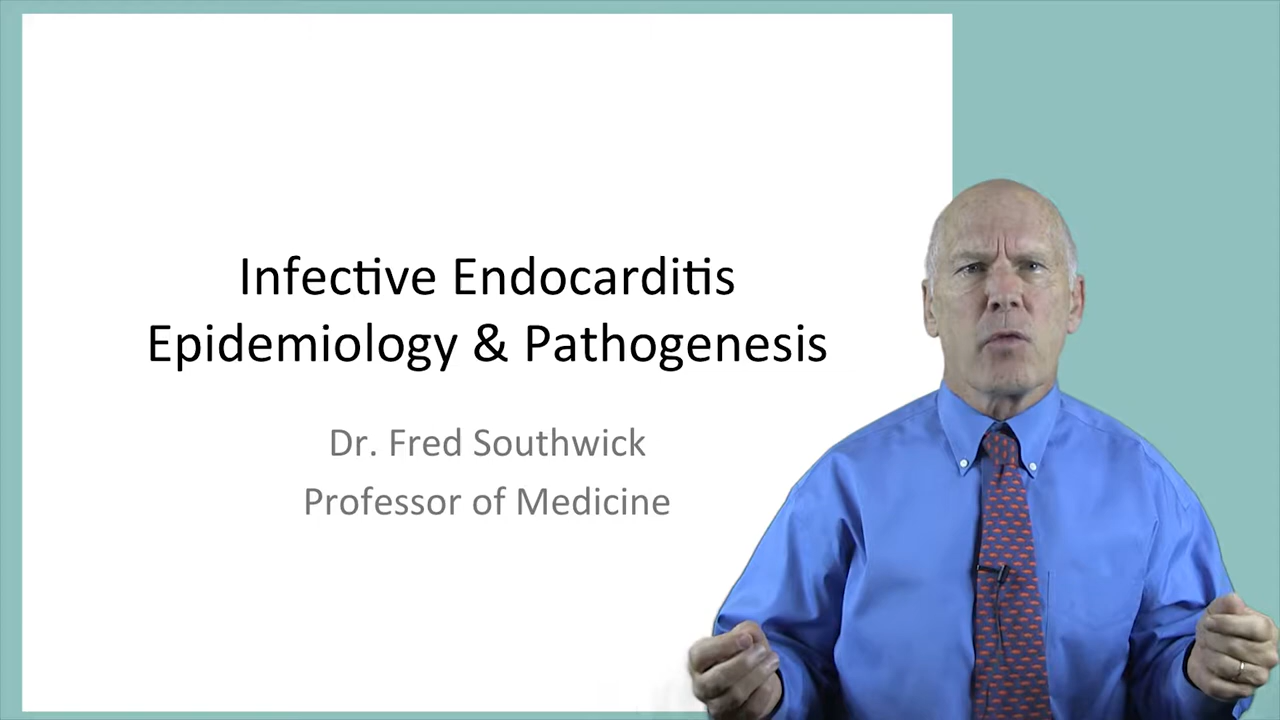 Infective Endocarditis
Epidemiology & Pathogenesis
Dr. Fred Southwick
Professor of Medicine